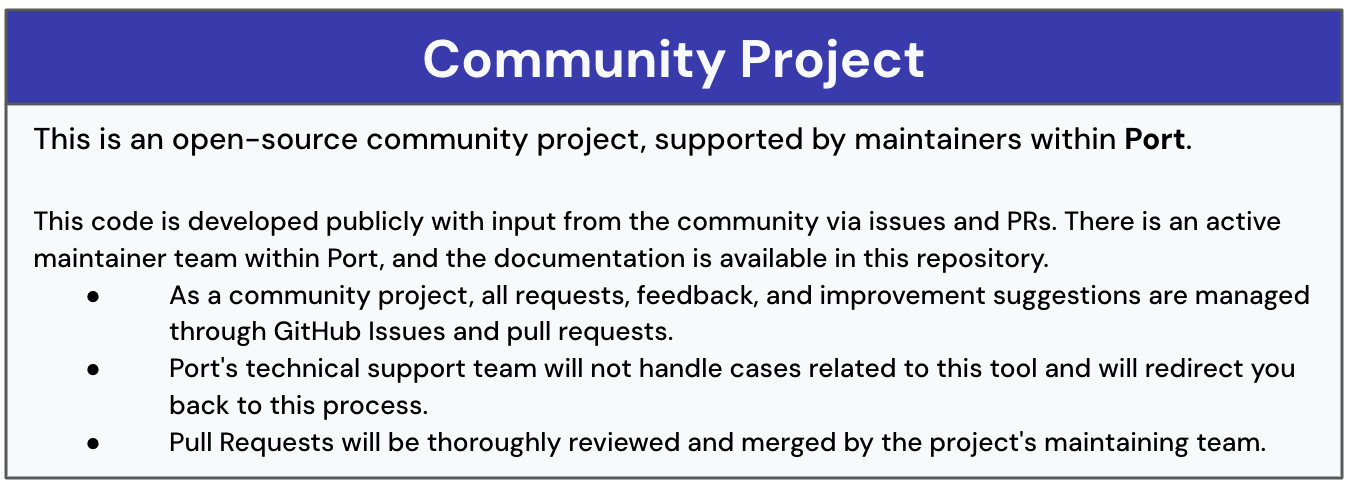 Community Project
This is an open-source community project, supported by maintainers within Port.
This code is developed publicly with input from the community via issues and PRs. There is an active
maintainer team within Port, and the documentation is available in this repository.
● As a community project, all requests, feedback, and improvement suggestions are managed
through GitHub Issues and pull requests.
● Port's technical support team will not handle cases related to this tool and will redirect you
back to this process.
● Pull Requests will be thoroughly reviewed and merged by the project's maintaining team.